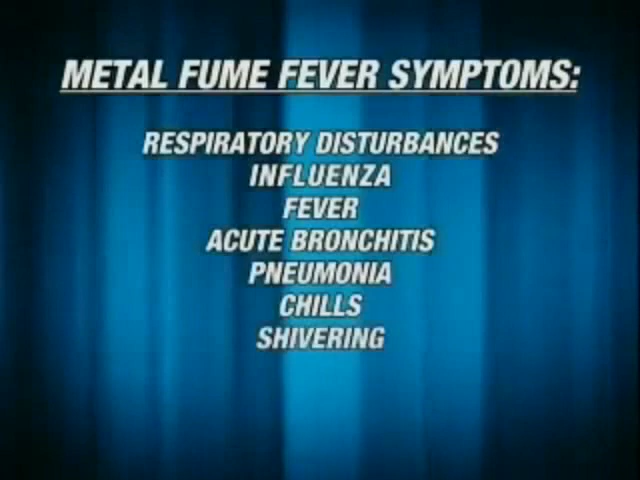 METAL FUME FEVER SYMPTOMS:
RESPIRATORY DISTURBANCES
INFLUENZA
FEVER
ACUTE BRONCHITIS
PNEUMONIA
CHILLS
SHIVERING